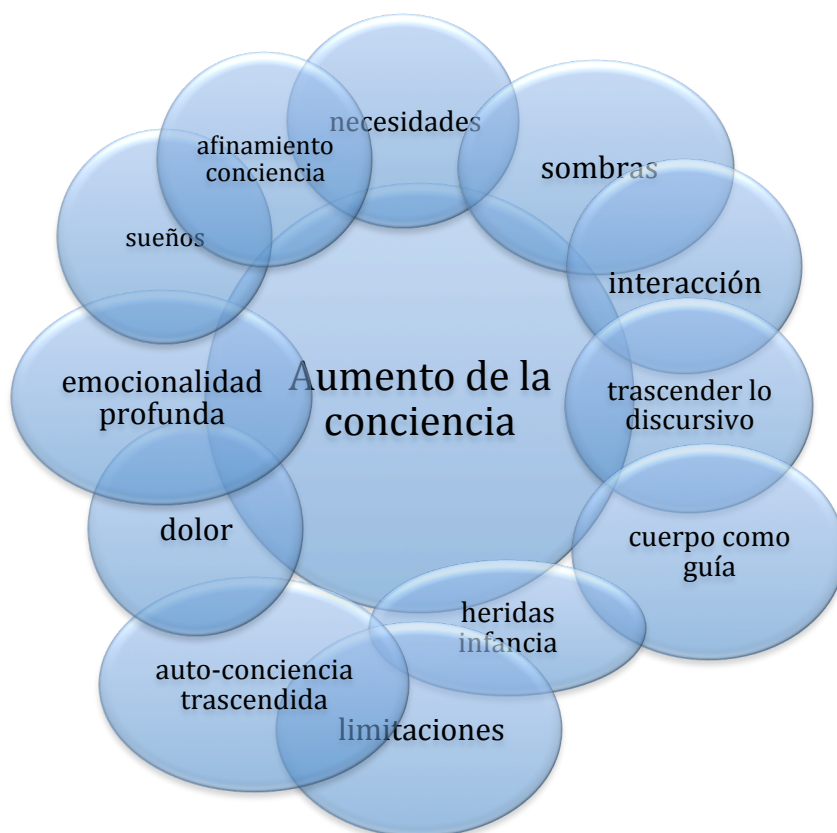 necesidades
sombras
interacción
trascender lo
discursivo
cuerpo como
guía
heridas
infancia
limitaciones
auto-conciencia
trascendida
dolor
emocionalidad
profunda
sueños
afinamiento
conciencia
Aumento de la
conciencia